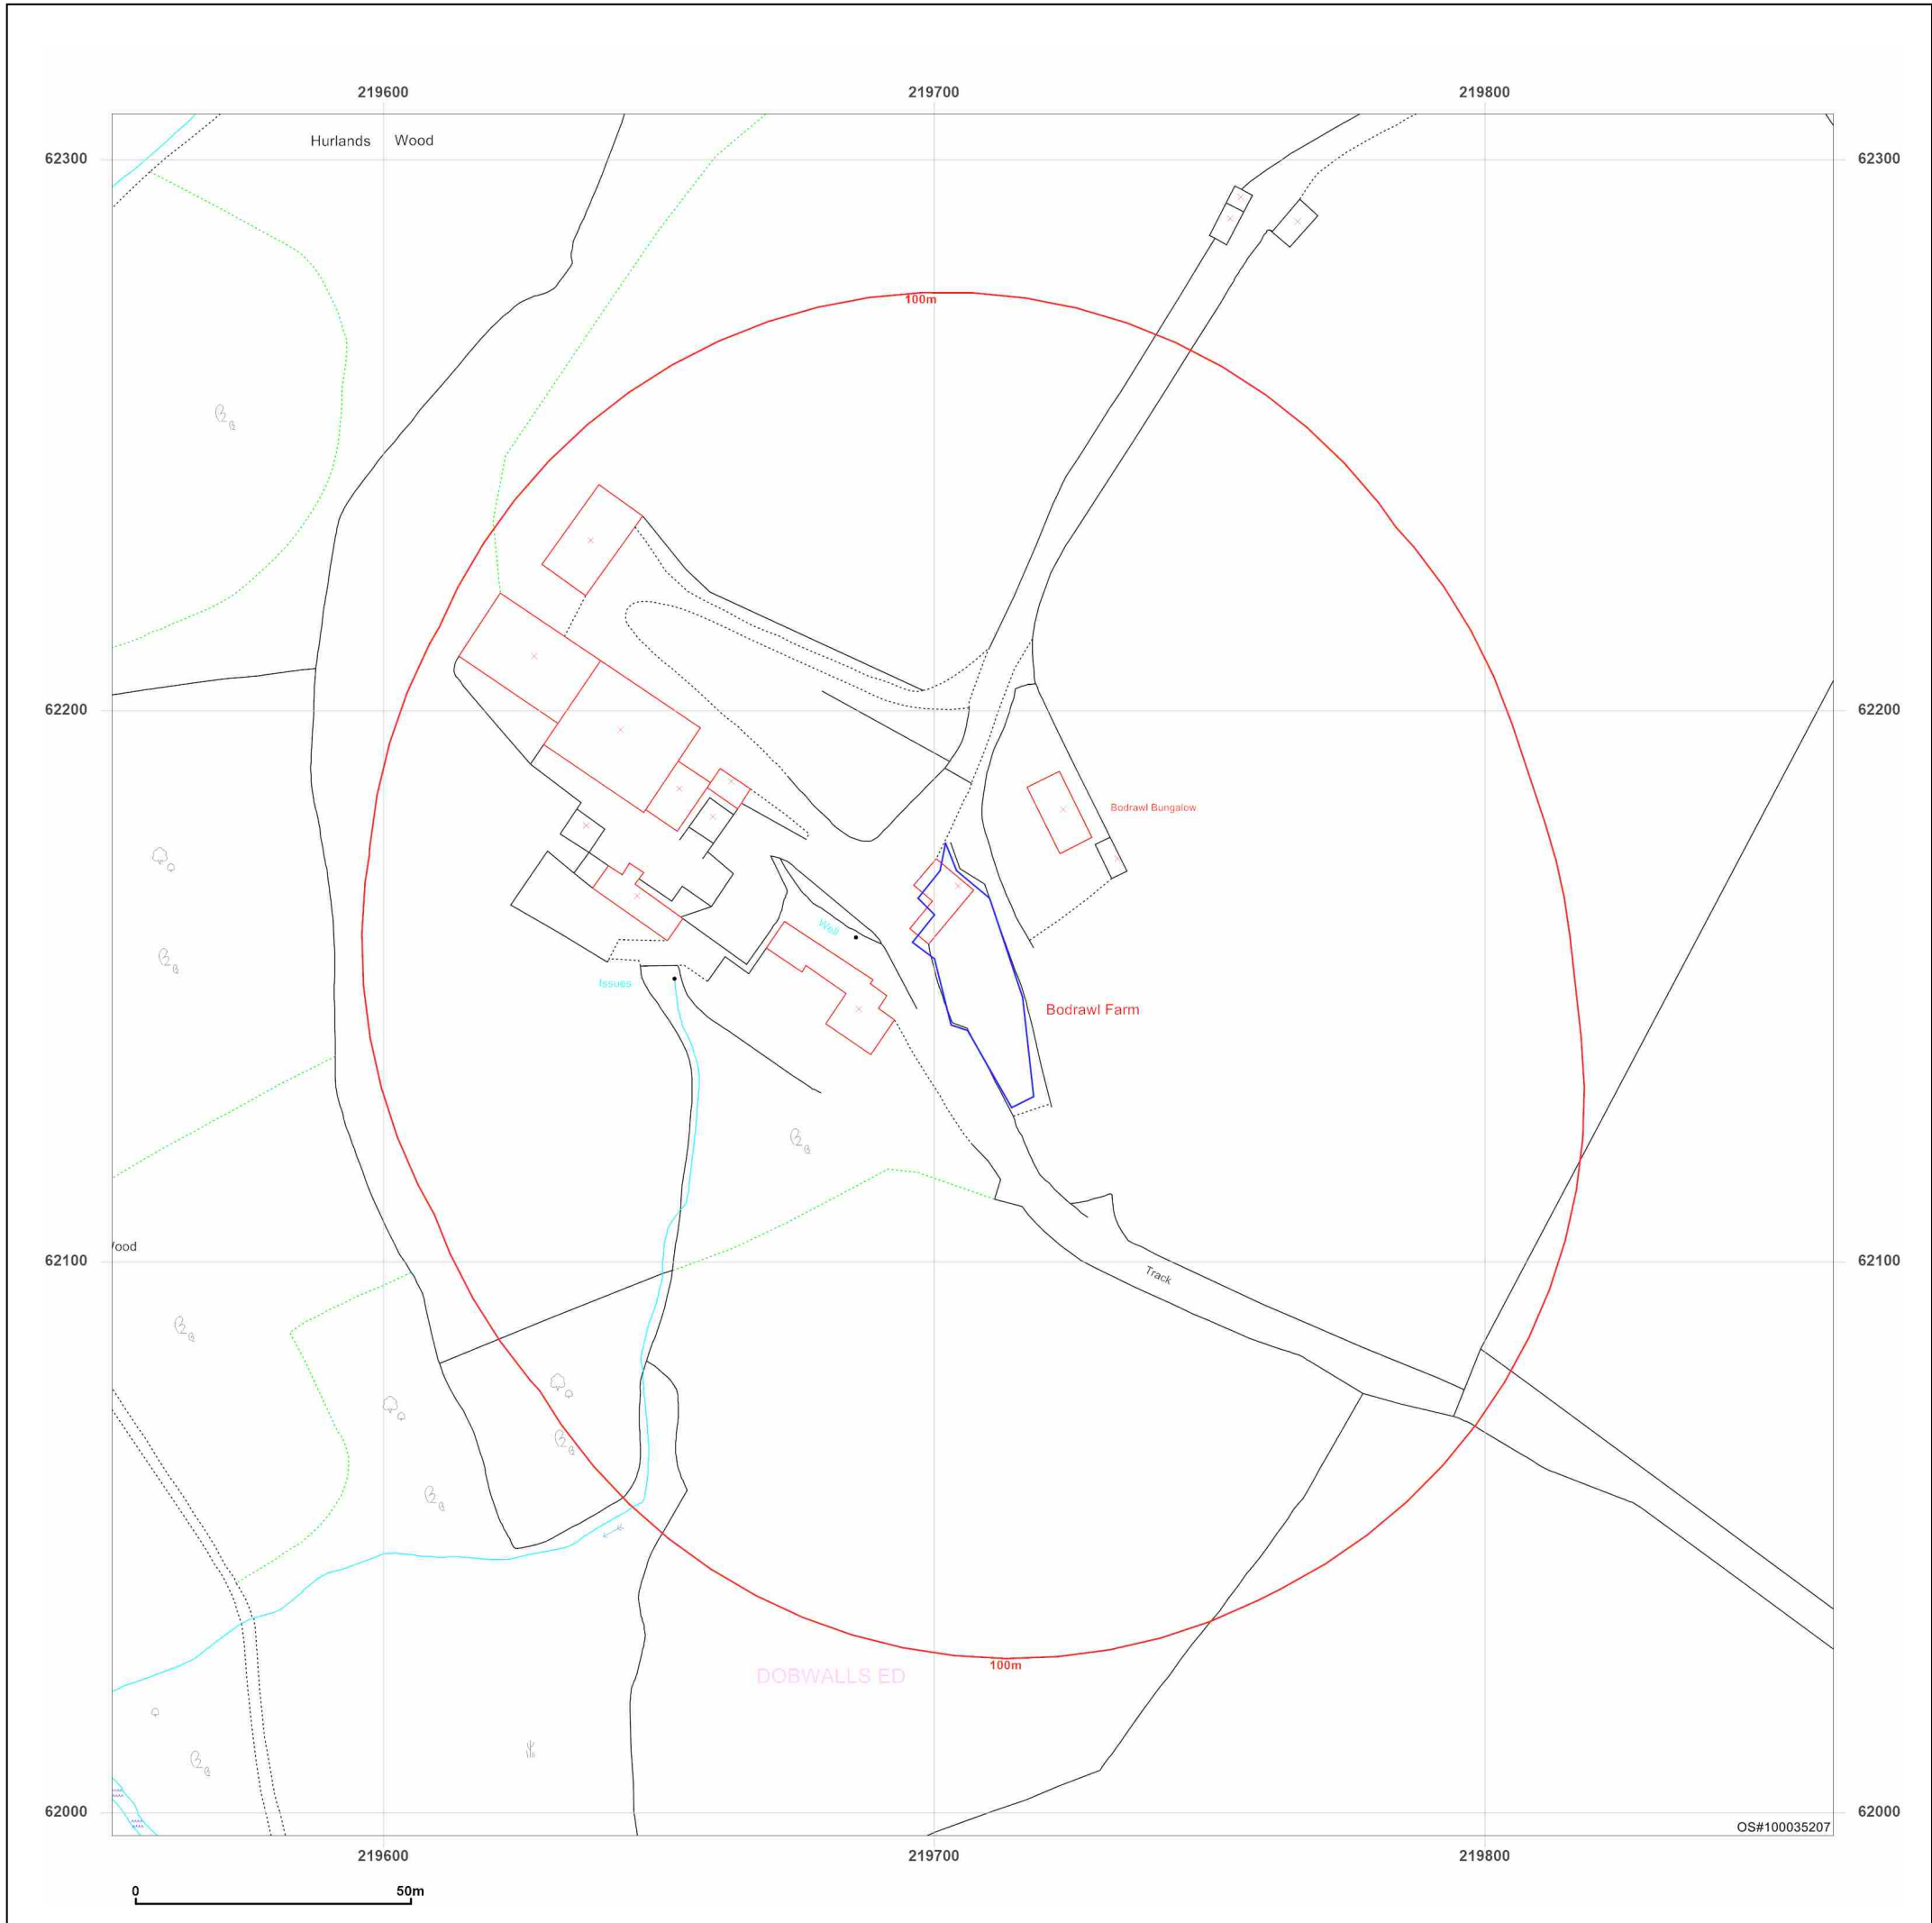 219600 219700 219800
62300 Hurlands Wood 62300
100m
62200 62200
Bodrawl Bungalow
Well
Issues
Bodrawl Farm
62100 62100
Track
100m
DOBWALLS ED
62000 62000
OS#100035207
219600 219700 219800
0 50m